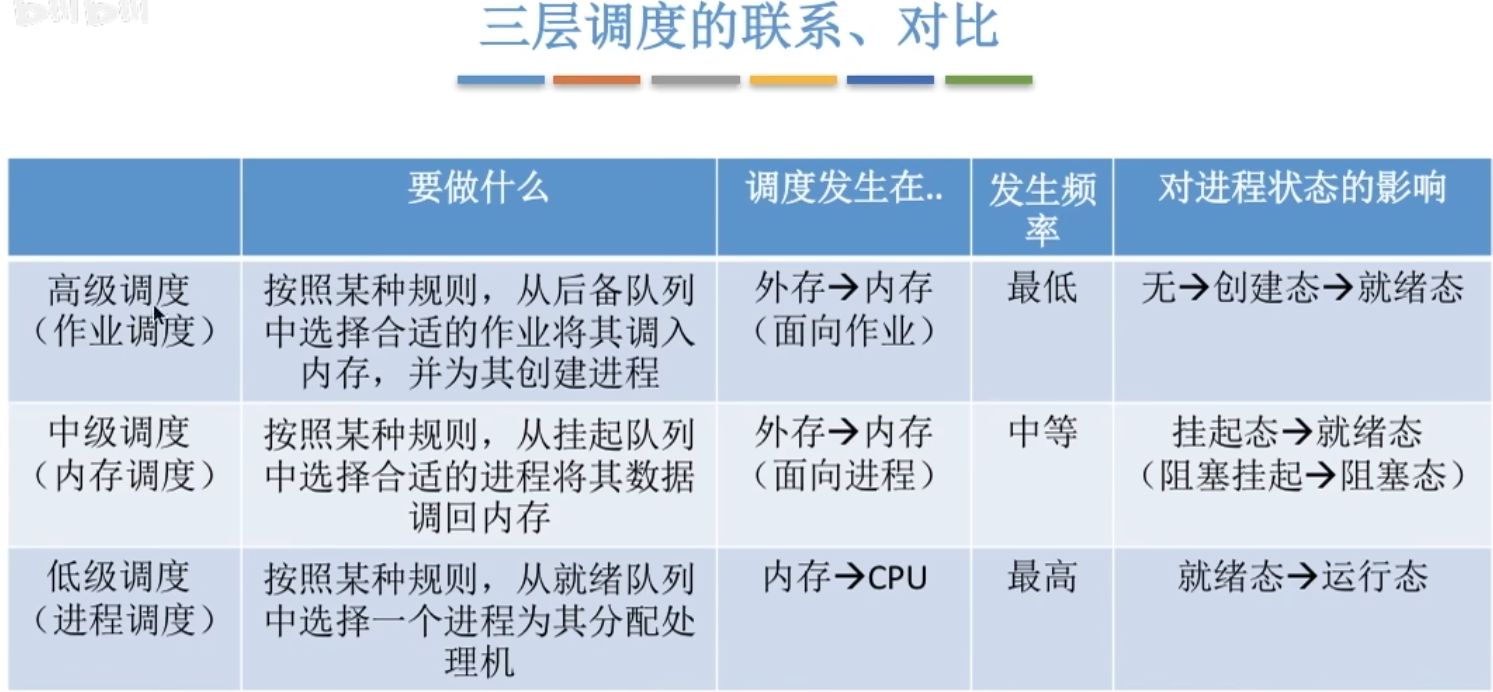 bilibili
三层调度的联系、对比
要做什么
调度发生在..
发生频
率
对进程状态的影响
高级调度
（作业调度）
按照某种规则，从后备队列
中选择合适的作业将其调入
内存，并为其创建进程
外存→内存
（面向作业）
最低
无→创建态→就绪态
中级调度
（内存调度）
按照某种规则，从挂起队列
中选择合适的进程将其数据
调回内存
外存→内存
（面向进程）
中等
挂起态→就绪态
（阻塞挂起→阻塞态）
低级调度
（进程调度）
按照某种规则，从就绪队列
中选择一个进程为其分配处
理机
内存→CPU
最高
就绪态→运行态